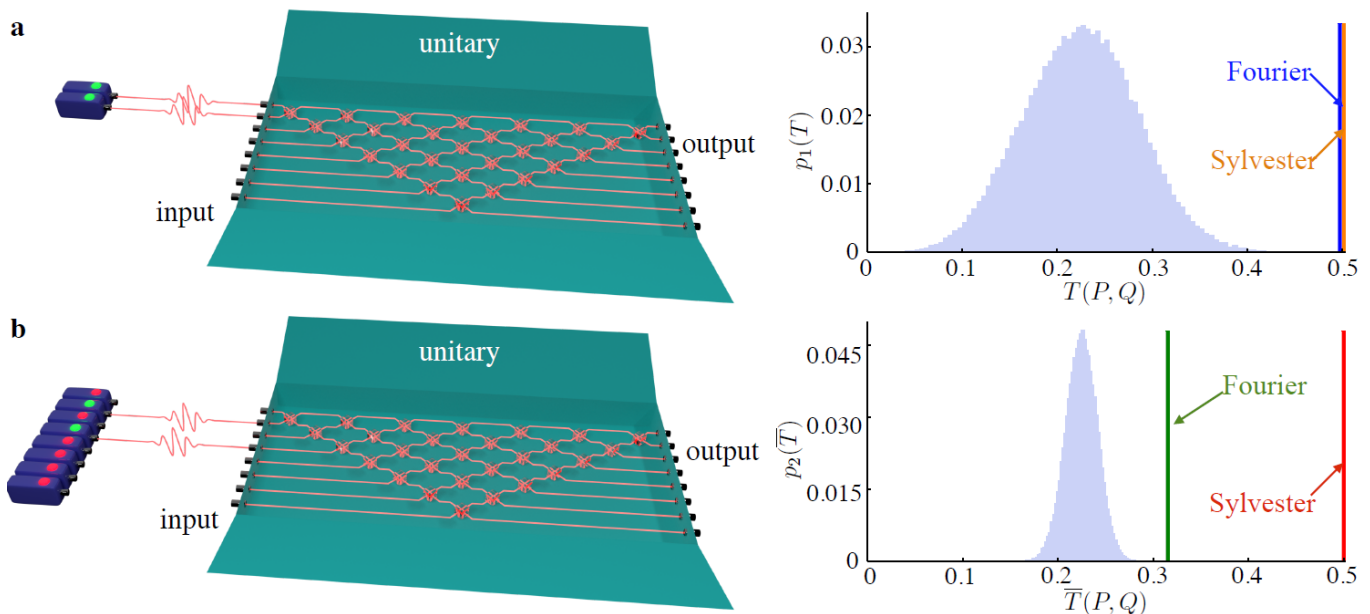 a
unitary
output
input
0.03
0.02
0.01
0
p₁(T)
Fourier
Sylvester
0 0.1 0.2 0.3 0.4 0.5
T(P, Q)
b
unitary
output
input
0.045
0.03
0.015
0
p₂(T̅)
Fourier
Sylvester
0 0.1 0.2 0.3 0.4 0.5
T̅(P, Q)